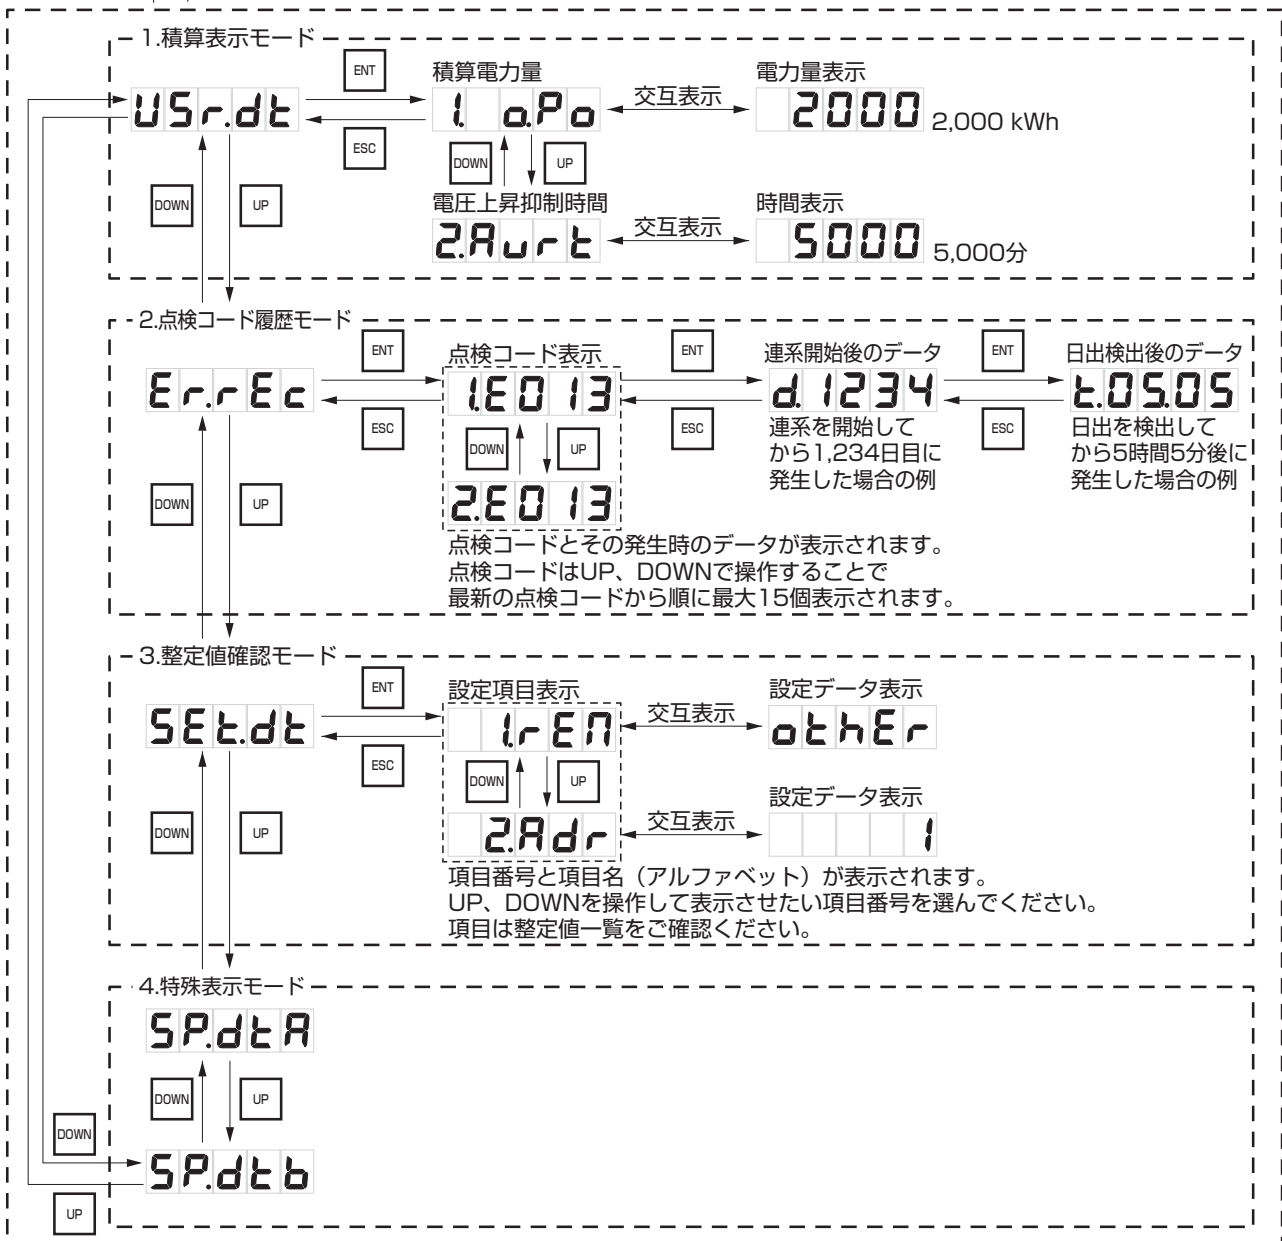 1.積算表示モード
ENT
積算電力量
電力量表示
USr.dt
1. o.Po
交互表示
2000
2,000 kWh
ESC
DOWN
UP
DOWN
UP
電圧上昇抑制時間
時間表示
2.Aurt
交互表示
5000
5,000分
2.点検コード履歴モード
ENT
点検コード表示
ENT
連系開始後のデータ
ENT
日出検出後のデータ
Er.rEc
1.E013
d.1234
t.05.05
ESC
ESC
ESC
連系を開始して
から1,234日目に
発生した場合の例
日出を検出して
から5時間5分後に
発生した場合の例
DOWN
UP
DOWN
UP
2.E013
点検コードとその発生時のデータが表示されます。
点検コードはUP、DOWNで操作することで
最新の点検コードから順に最大15個表示されます。
3.整定値確認モード
ENT
設定項目表示
設定データ表示
SEt.dt
1.rEM
交互表示
othEr
ESC
DOWN
UP
設定データ表示
DOWN
UP
2.Adr
交互表示
1
項目番号と項目名（アルファベット）が表示されます。
UP、DOWNを操作して表示させたい項目番号を選んでください。
項目は整定値一覧をご確認ください。
4.特殊表示モード
SP.dtA
DOWN
UP
DOWN
SP.dtb
UP